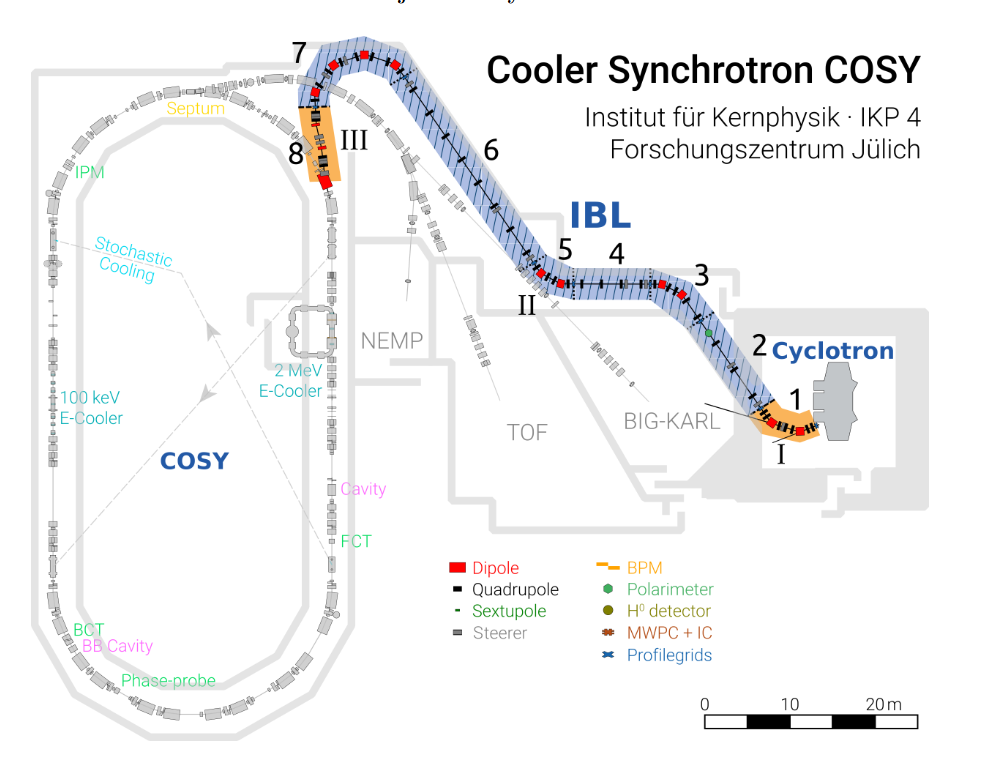 Cooler Synchrotron COSY
Institut für Kernphysik · IKP 4
Forschungszentrum Jülich
7
Septum
III
8
6
IPM
IBL
Stochastic
Cooling
5
4
3
II
NEMP
2
Cyclotron
2 MeV
E-Cooler
100 keV
E-Cooler
1
BIG-KARL
TOF
I
COSY
Cavity
FCT
Dipole
Quadrupole
Sextupole
Steerer
BPM
Polarimeter
H⁰ detector
MWPC + IC
Profilegrids
BCT
BB Cavity
Phase-probe
0 10 20 m